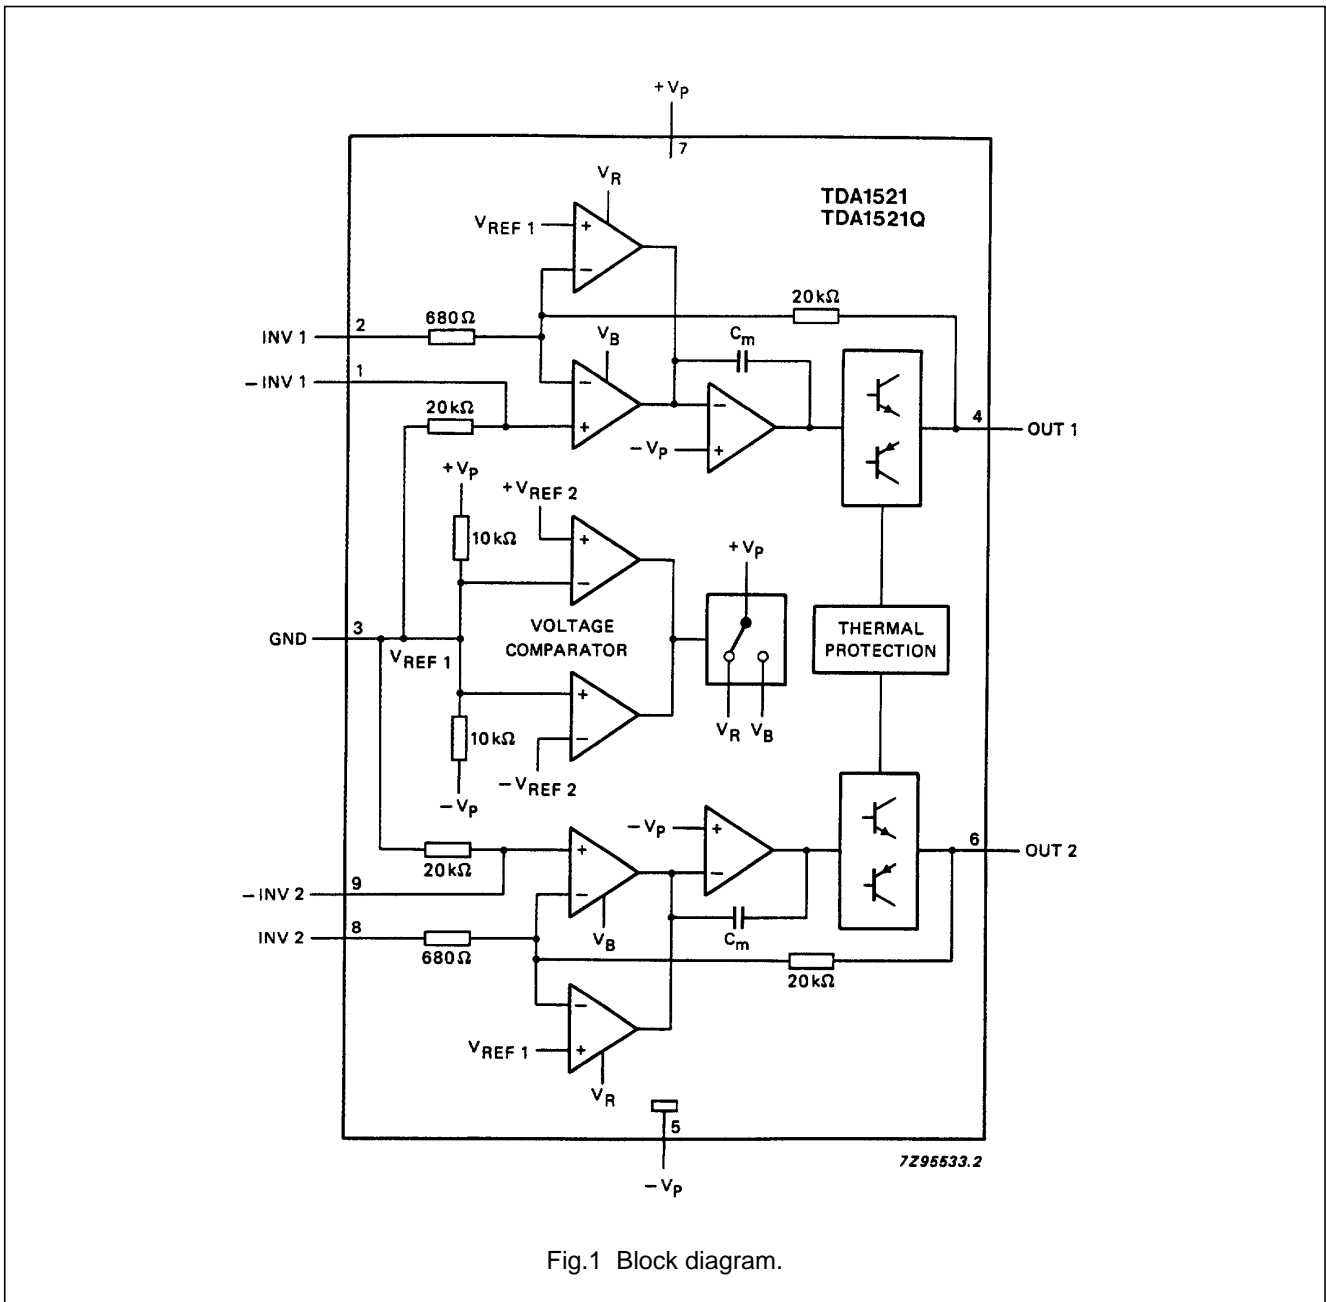 + VP
7
TDA1521
TDA1521Q
VR
VREF 1
+
−
20kΩ
680Ω
2
INV 1
VB
Cm
1
− INV 1
−
−
20kΩ
+
4
OUT 1
− VP
+
+ VP
+ VREF 2
10kΩ
+
−
+ VP
3
GND
VREF 1
VOLTAGE
COMPARATOR
THERMAL
PROTECTION
+
10kΩ
−
VR
VB
− VREF 2
− VP
− VP
+
6
OUT 2
+
20kΩ
−
9
− INV 2
−
8
INV 2
VB
Cm
680Ω
20kΩ
−
VREF 1
+
VR
5
− VP
7Z95533.2
Fig.1 Block diagram.